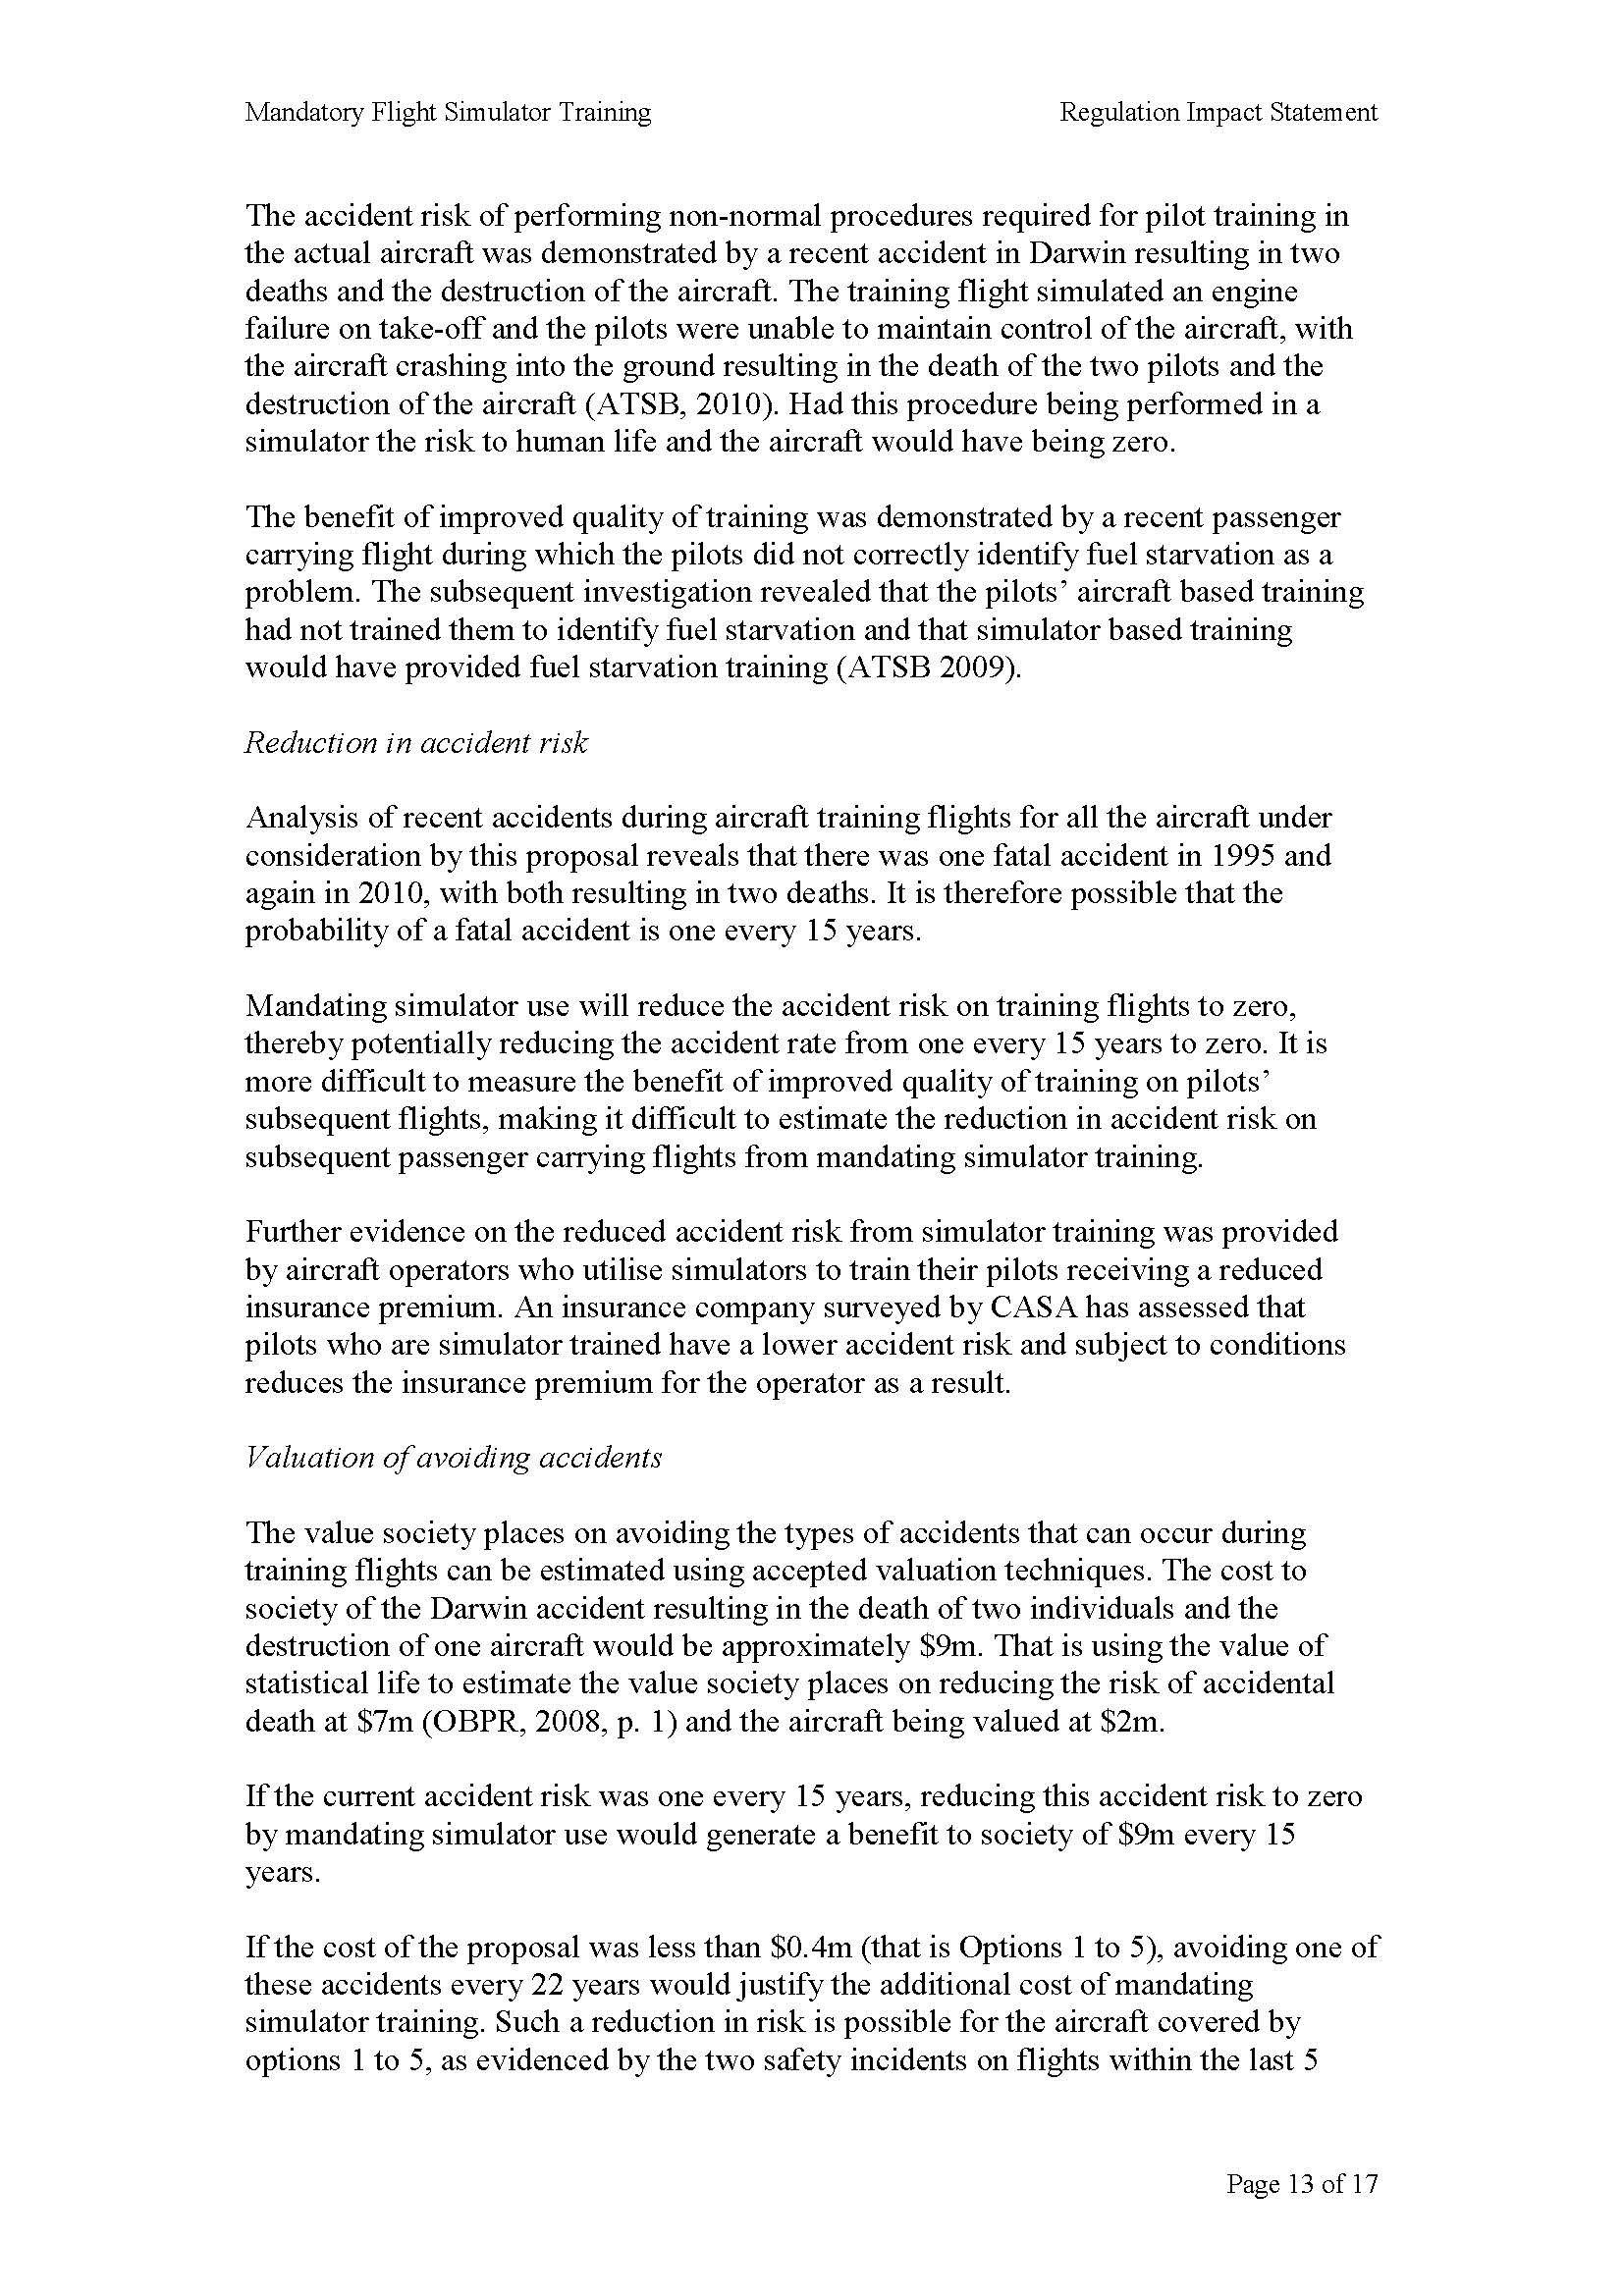 Mandatory Flight Simulator Training Regulation Impact Statement
The accident risk of performing non-normal procedures required for pilot training in
the actual aircraft was demonstrated by a recent accident in Darwin resulting in two
deaths and the destruction of the aircraft. The training flight simulated an engine
failure on take-off and the pilots were unable to maintain control of the aircraft, with
the aircraft crashing into the ground resulting in the death of the two pilots and the
destruction of the aircraft (ATSB, 2010). Had this procedure being performed in a
simulator the risk to human life and the aircraft would have being zero.
The benefit of improved quality of training was demonstrated by a recent passenger
carrying flight during which the pilots did not correctly identify fuel starvation as a
problem. The subsequent investigation revealed that the pilots’ aircraft based training
had not trained them to identify fuel starvation and that simulator based training
would have provided fuel starvation training (ATSB 2009).
Reduction in accident risk
Analysis of recent accidents during aircraft training flights for all the aircraft under
consideration by this proposal reveals that there was one fatal accident in 1995 and
again in 2010, with both resulting in two deaths. It is therefore possible that the
probability of a fatal accident is one every 15 years.
Mandating simulator use will reduce the accident risk on training flights to zero,
thereby potentially reducing the accident rate from one every 15 years to zero. It is
more difficult to measure the benefit of improved quality of training on pilots’
subsequent flights, making it difficult to estimate the reduction in accident risk on
subsequent passenger carrying flights from mandating simulator training.
Further evidence on the reduced accident risk from simulator training was provided
by aircraft operators who utilise simulators to train their pilots receiving a reduced
insurance premium. An insurance company surveyed by CASA has assessed that
pilots who are simulator trained have a lower accident risk and subject to conditions
reduces the insurance premium for the operator as a result.
Valuation of avoiding accidents
The value society places on avoiding the types of accidents that can occur during
training flights can be estimated using accepted valuation techniques. The cost to
society of the Darwin accident resulting in the death of two individuals and the
destruction of one aircraft would be approximately $9m. That is using the value of
statistical life to estimate the value society places on reducing the risk of accidental
death at $7m (OBPR, 2008, p. 1) and the aircraft being valued at $2m.
If the current accident risk was one every 15 years, reducing this accident risk to zero
by mandating simulator use would generate a benefit to society of $9m every 15
years.
If the cost of the proposal was less than $0.4m (that is Options 1 to 5), avoiding one of
these accidents every 22 years would justify the additional cost of mandating
simulator training. Such a reduction in risk is possible for the aircraft covered by
options 1 to 5, as evidenced by the two safety incidents on flights within the last 5
Page 13 of 17